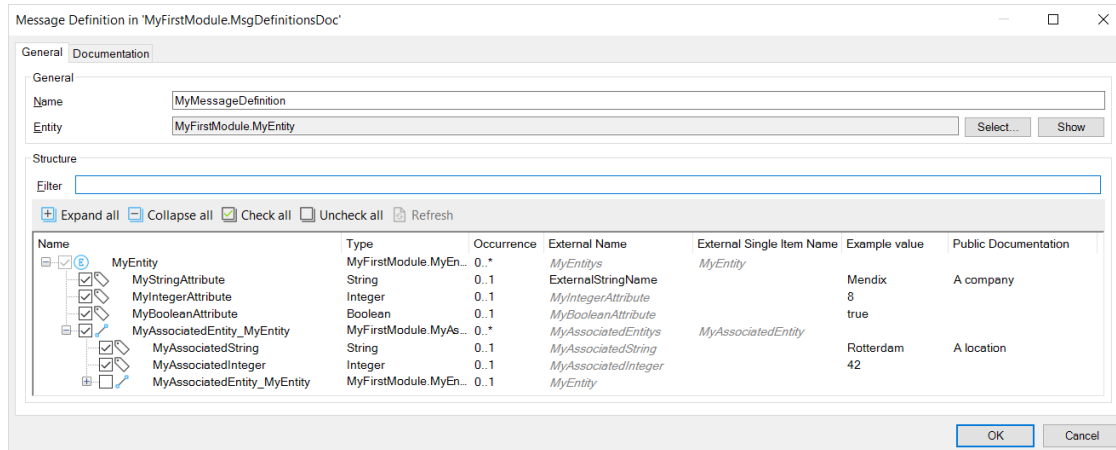 Message Definition in 'MyFirstModule.MsgDefinitionsDoc'
General Documentation
General
Name MyMessageDefinition
Entity MyFirstModule.MyEntity Select... Show
Structure
Filter
Expand all Collapse all Check all Uncheck all Refresh
Name Type Occurrence External Name External Single Item Name Example value Public Documentation
E MyEntity MyFirstModule.MyEn... 0..* MyEntitys MyEntity
MyStringAttribute String 0..1 ExternalStringName Mendix A company
MyIntegerAttribute Integer 0..1 MyIntegerAttribute 8
MyBooleanAttribute Boolean 0..1 MyBooleanAttribute true
MyAssociatedEntity_MyEntity MyFirstModule.MyAs... 0..* MyAssociatedEntitys MyAssociatedEntity
MyAssociatedString String 0..1 MyAssociatedString Rotterdam A location
MyAssociatedInteger Integer 0..1 MyAssociatedInteger 42
MyAssociatedEntity_MyEntity MyFirstModule.MyEn... 0..1 MyEntity
OK Cancel